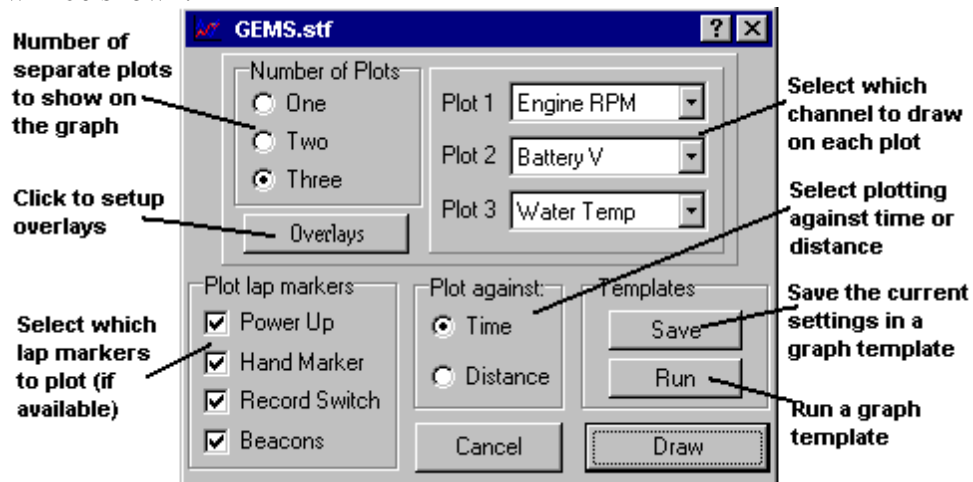 GEMS.stf
Number of
separate plots
to show on
the graph
Number of Plots
One
Two
Three
Plot 1 Engine RPM
Plot 2 Battery V
Plot 3 Water Temp
Select which
channel to draw
on each plot
Click to setup
overlays
Overlays
Select plotting
against time or
distance
Plot lap markers
Power Up
Hand Marker
Record Switch
Beacons
Select which
lap markers
to plot (if
available)
Plot against:
Time
Distance
Templates
Save
Run
Save the current
settings in a
graph template
Run a graph
template
Cancel
Draw